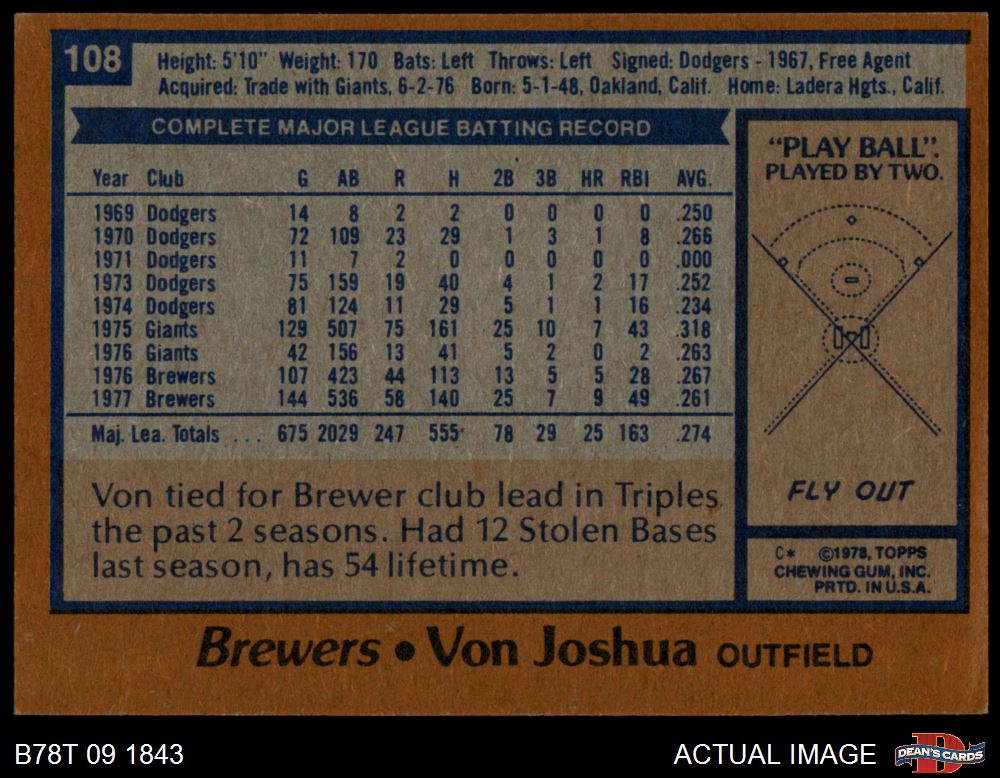 108
Height: 5'10" Weight: 170 Bats: Left Throws: Left Signed: Dodgers - 1967, Free Agent
Acquired: Trade with Giants, 6-2-76 Born: 5-1-48, Oakland, Calif. Home: Ladera Hgts., Calif.
COMPLETE MAJOR LEAGUE BATTING RECORD
Year Club G AB R H 2B 3B HR RBI AVG.
1969 Dodgers 14 8 2 2 0 0 0 0 .250
1970 Dodgers 72 109 23 29 1 3 1 8 .266
1971 Dodgers 11 7 2 0 0 0 0 0 .000
1973 Dodgers 75 159 19 40 4 1 2 17 .252
1974 Dodgers 81 124 11 29 5 1 1 16 .234
1975 Giants 129 507 75 161 25 10 7 43 .318
1976 Giants 42 156 13 41 5 2 0 2 .263
1976 Brewers 107 423 44 113 13 5 5 28 .267
1977 Brewers 144 536 58 140 25 7 9 49 .261
Maj. Lea. Totals ... 675 2029 247 555 78 29 25 163 .274
Von tied for Brewer club lead in Triples
the past 2 seasons. Had 12 Stolen Bases
last season, has 54 lifetime.
"PLAY BALL".
PLAYED BY TWO.
FLY OUT
C* ©1978, TOPPS
CHEWING GUM, INC.
PRTD. IN U.S.A.
Brewers • Von Joshua OUTFIELD
B78T 09 1843
ACTUAL IMAGE
DEAN'S CARDS